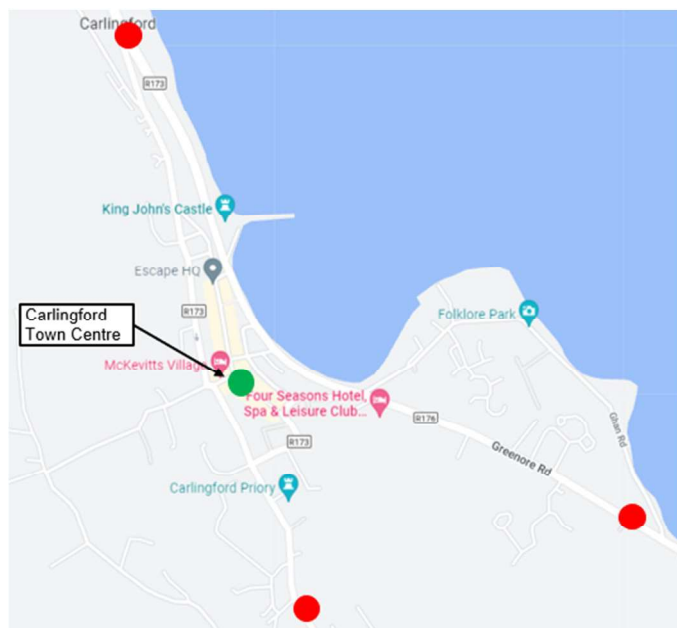 Carlingford
R173
King John's Castle
Escape HQ
Folklore Park
Carlingford
Town Centre
R173
McKevitts Village
Four Seasons Hotel,
Spa & Leisure Club...
R176
Ghan Rd
R173
Greenore Rd
Carlingford Priory